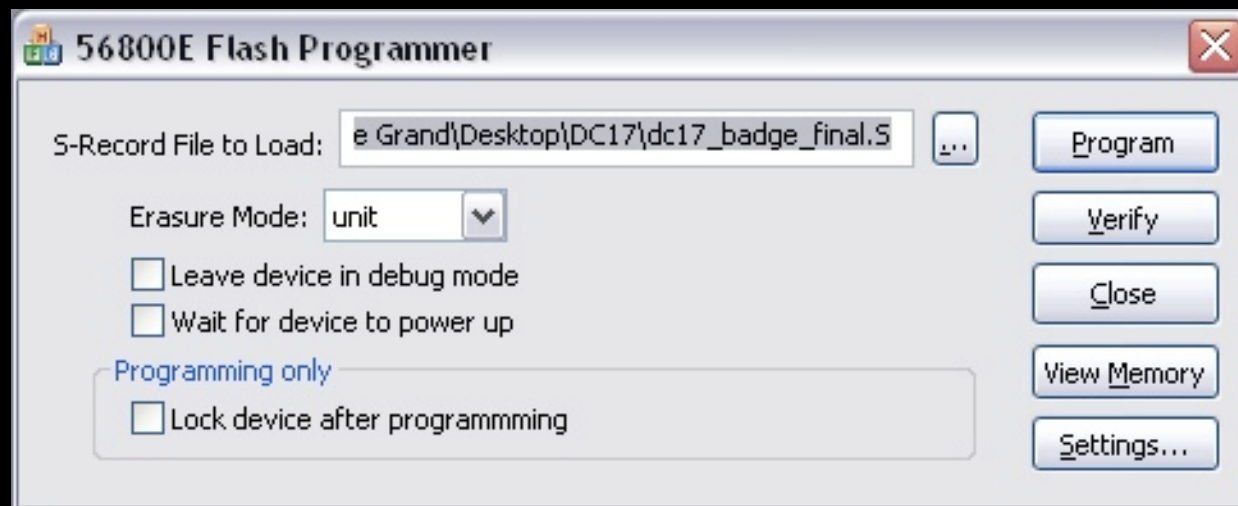 56800E Flash Programmer
S-Record File to Load: e Grand\Desktop\DC17\dc17_badge_final.S ... Program
Erasure Mode: unit Verify
Leave device in debug mode Close
Wait for device to power up
Programming only View Memory
Lock device after programmming Settings...